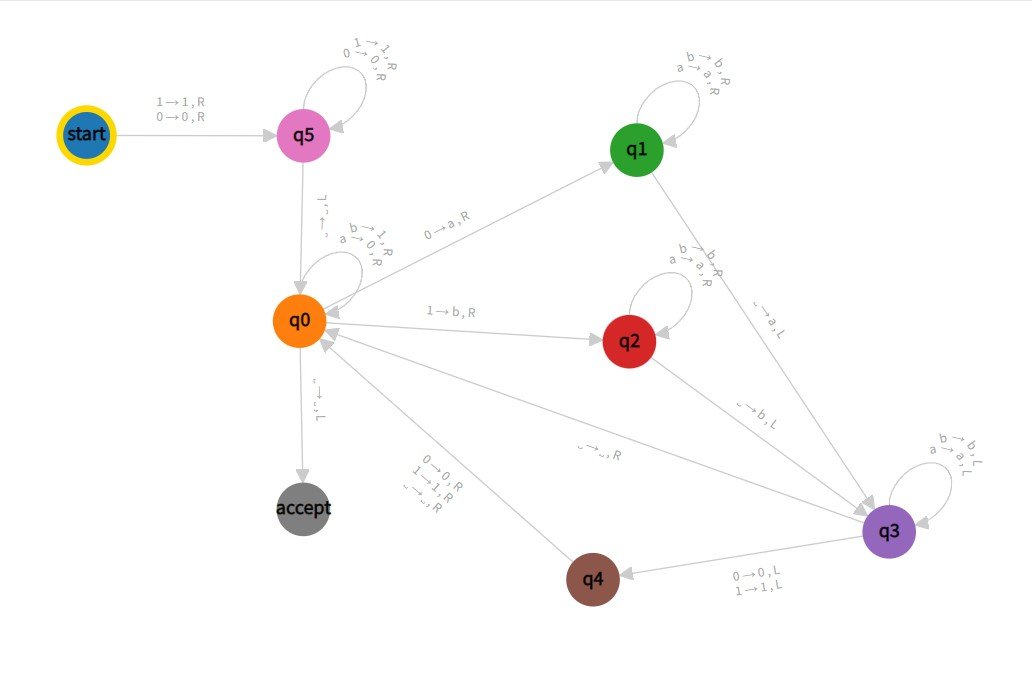 1→1,R
0→0,R
b→b,R
a→a,R
start
1→1,R
0→0,R
q5
q1
␣→␣,L
b→1,R
a→0,R
0→a,R
b→b,R
a→a,R
q0
1→b,R
q2
␣→a,L
␣→␣,L
␣→b,L
␣→␣,R
b→b,L
a→a,L
0→0,R
1→1,R
␣→␣,R
accept
q3
q4
0→0,L
1→1,L